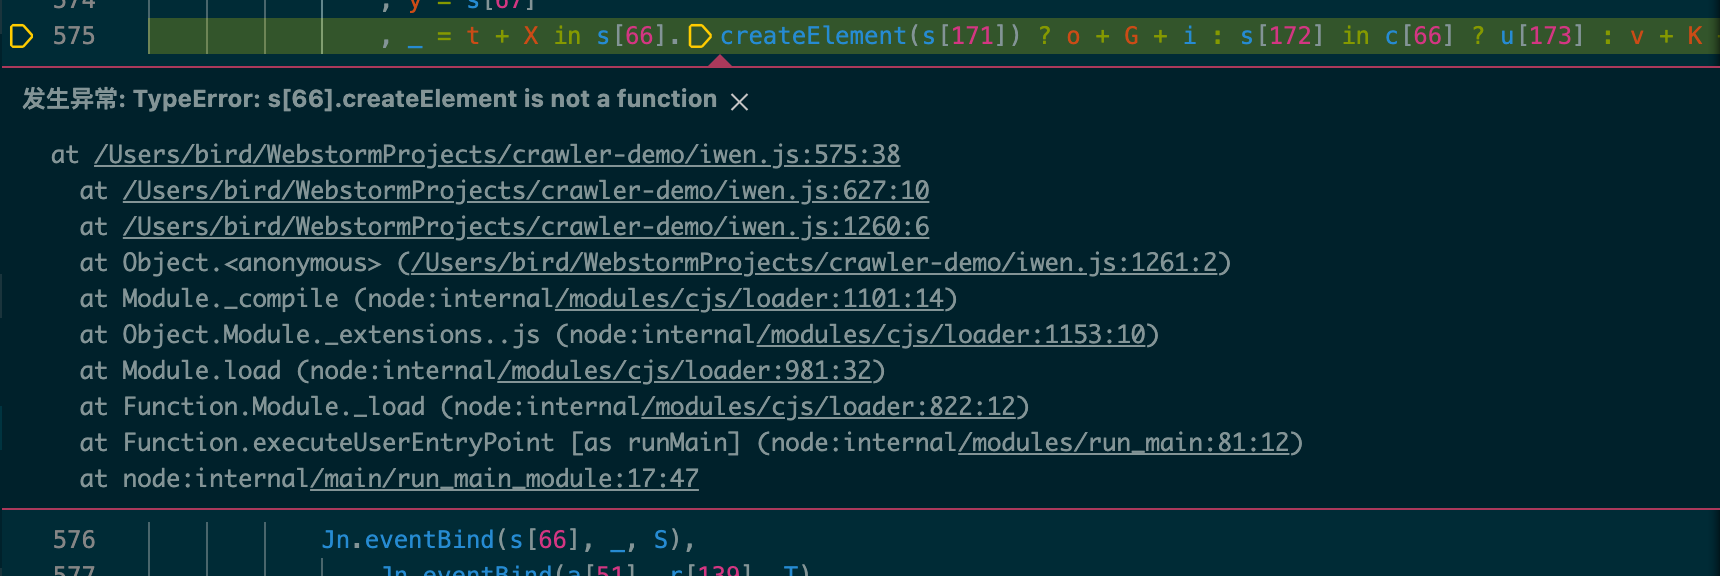 574 , y = s[67]
575 , _ = t + X in s[66].createElement(s[171]) ? o + G + i : s[172] in c[66] ? u[173] : v + K
发生异常: TypeError: s[66].createElement is not a function
at /Users/bird/WebstormProjects/crawler-demo/iwen.js:575:38
at /Users/bird/WebstormProjects/crawler-demo/iwen.js:627:10
at /Users/bird/WebstormProjects/crawler-demo/iwen.js:1260:6
at Object.<anonymous> (/Users/bird/WebstormProjects/crawler-demo/iwen.js:1261:2)
at Module._compile (node:internal/modules/cjs/loader:1101:14)
at Object.Module._extensions..js (node:internal/modules/cjs/loader:1153:10)
at Module.load (node:internal/modules/cjs/loader:981:32)
at Function.Module._load (node:internal/modules/cjs/loader:822:12)
at Function.executeUserEntryPoint [as runMain] (node:internal/modules/run_main:81:12)
at node:internal/main/run_main_module:17:47
576 Jn.eventBind(s[66], _, S),
577 Jn.eventBind(a[51], r[139], T)